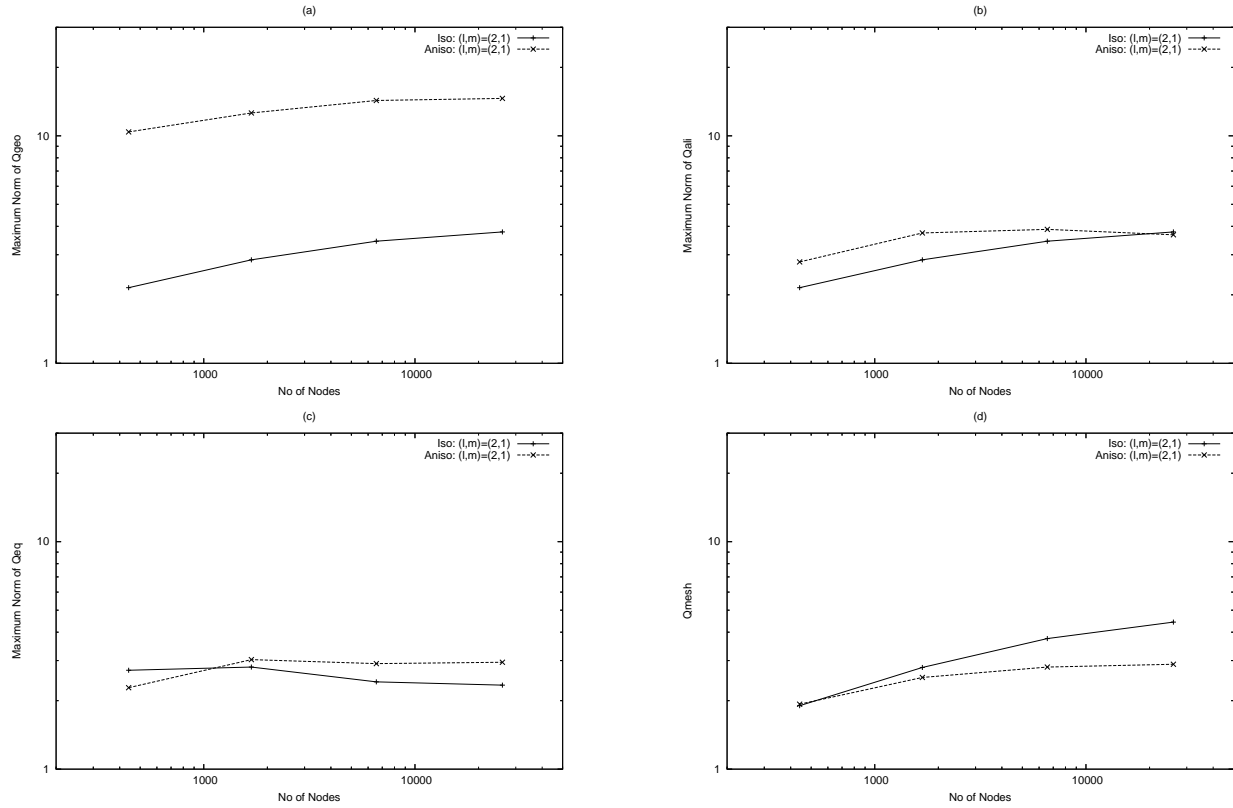 (a)
Maximum Norm of Qgeo
10
1
1000
10000
No of Nodes
Iso: (l,m)=(2,1)
Aniso: (l,m)=(2,1)
(b)
Maximum Norm of Qali
10
1
1000
10000
No of Nodes
Iso: (l,m)=(2,1)
Aniso: (l,m)=(2,1)
(c)
Maximum Norm of Qeq
10
1
1000
10000
No of Nodes
Iso: (l,m)=(2,1)
Aniso: (l,m)=(2,1)
(d)
Qmesh
10
1
1000
10000
No of Nodes
Iso: (l,m)=(2,1)
Aniso: (l,m)=(2,1)